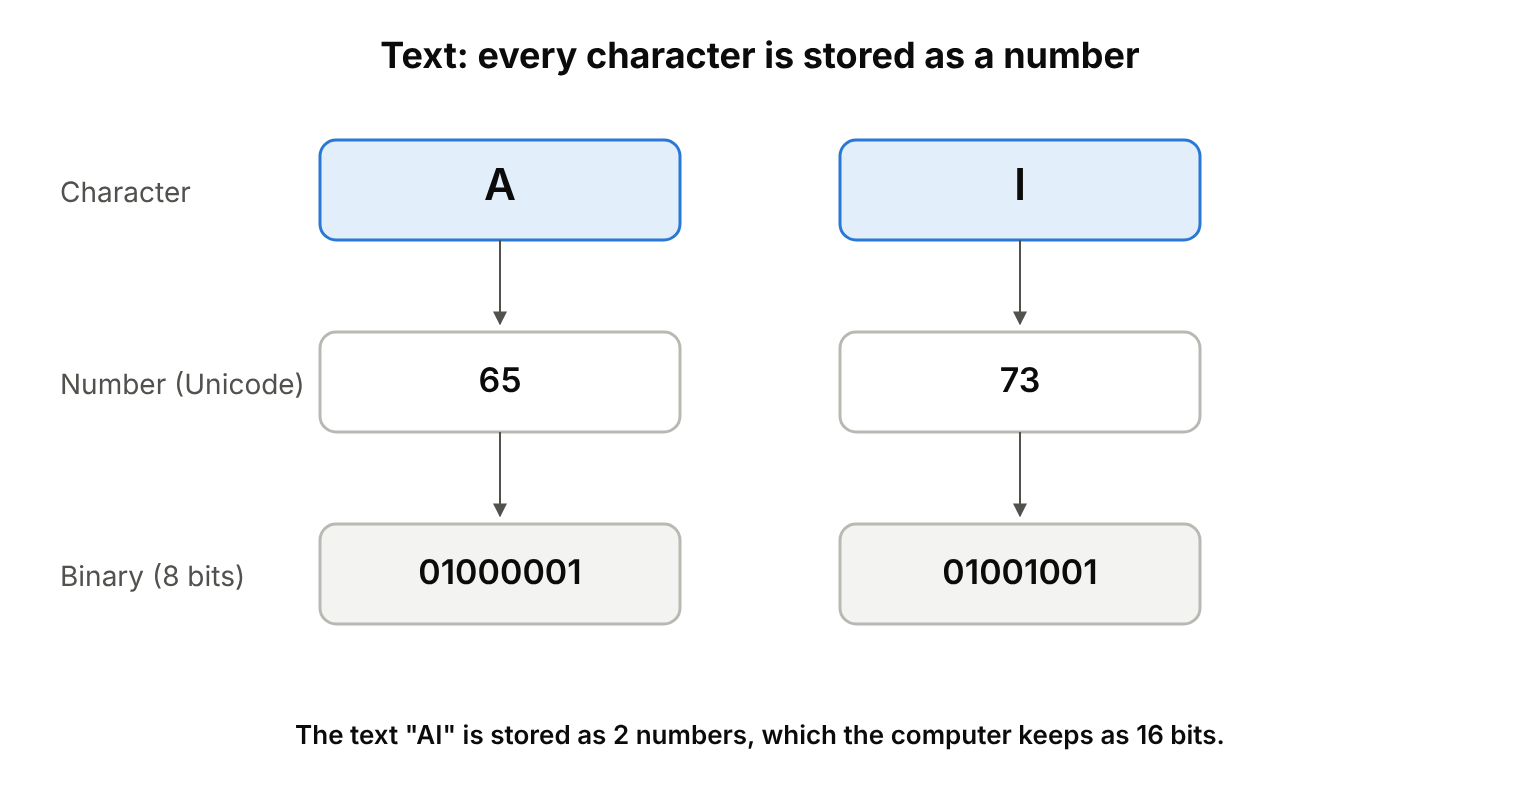 Text: every character is stored as a number
Character
A
I
Number (Unicode)
65
73
Binary (8 bits)
01000001
01001001
The text "AI" is stored as 2 numbers, which the computer keeps as 16 bits.